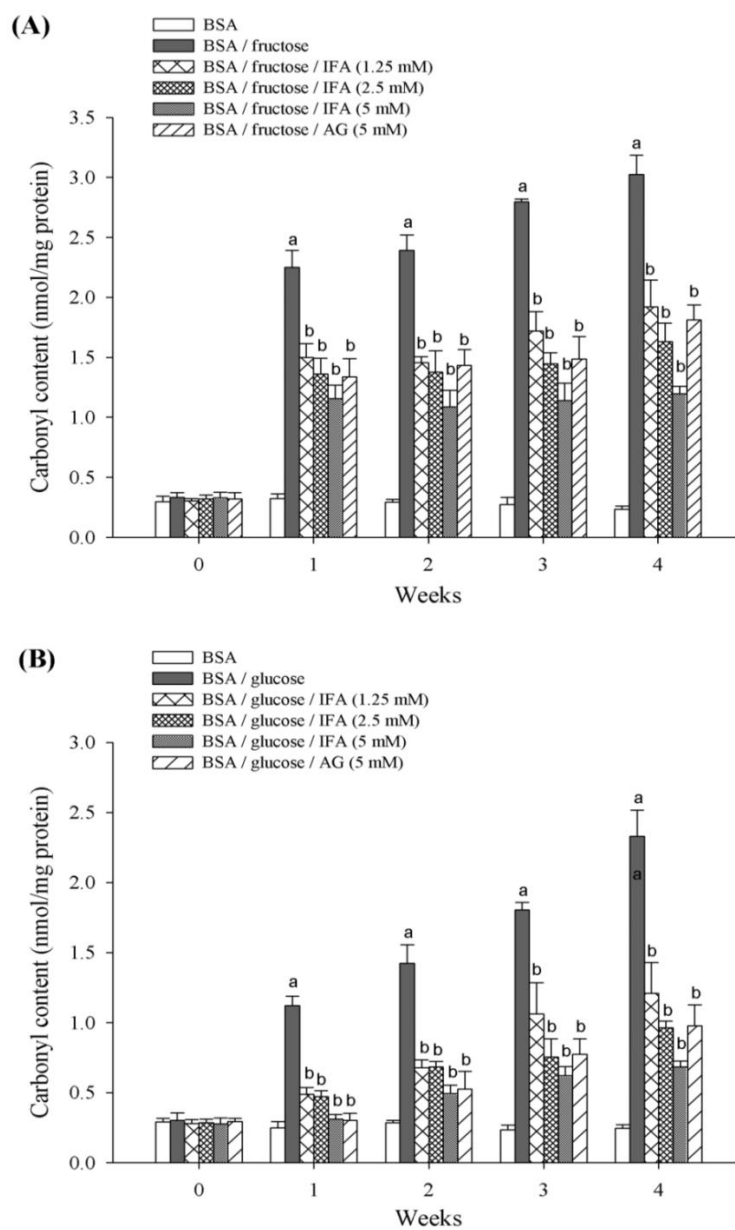 (A)
BSA
BSA / fructose
BSA / fructose / IFA (1.25 mM)
BSA / fructose / IFA (2.5 mM)
BSA / fructose / IFA (5 mM)
BSA / fructose / AG (5 mM)
Carbonyl content (nmol/mg protein)
3.5
3.0
2.5
2.0
1.5
1.0
0.5
0.0
a
b
b
b
b
a
b
b
b
b
a
b
b
b
b
a
b
b
b
b
0 1 2 3 4
Weeks
(B)
BSA
BSA / glucose
BSA / glucose / IFA (1.25 mM)
BSA / glucose / IFA (2.5 mM)
BSA / glucose / IFA (5 mM)
BSA / glucose / AG (5 mM)
Carbonyl content (nmol/mg protein)
3.0
2.5
2.0
1.5
1.0
0.5
0.0
a
b
b
b
b
a
b
b
b
b
a
b
b
b
b
a
a
b
b
b
b
0 1 2 3 4
Weeks